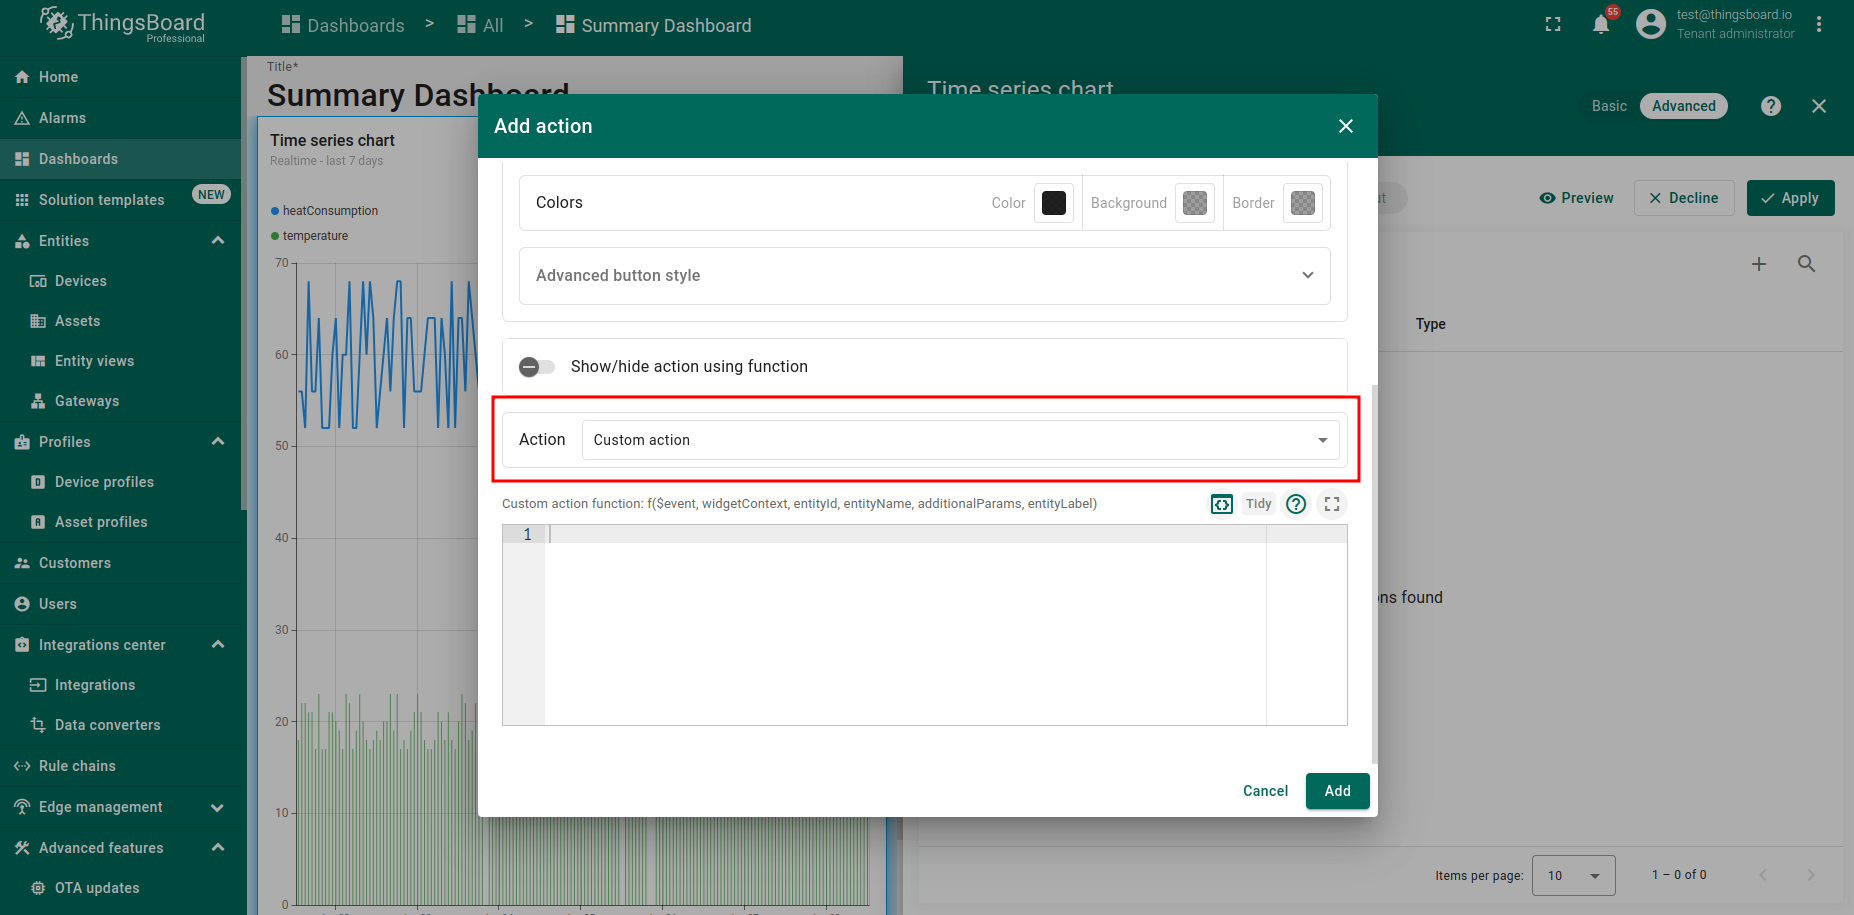 ThingsBoard
Professional
Dashboards > All > Summary Dashboard
55
test@thingsboard.io
Tenant administrator
Home
Alarms
Dashboards
Solution templates NEW
Entities
Devices
Assets
Entity views
Gateways
Profiles
Device profiles
Asset profiles
Customers
Users
Integrations center
Integrations
Data converters
Rule chains
Edge management
Advanced features
OTA updates
Title*
Summary Dashboard
Time series chart
Realtime - last 7 days
heatConsumption
temperature
70
60
50
40
30
20
10
0
Time series chart
Basic Advanced
Preview Decline Apply
Type
found
Items per page: 10 1 – 0 of 0
Add action
Colors Color Background Border
Advanced button style
Show/hide action using function
Action Custom action
Custom action function: f($event, widgetContext, entityId, entityName, additionalParams, entityLabel)
Tidy
1
Cancel Add